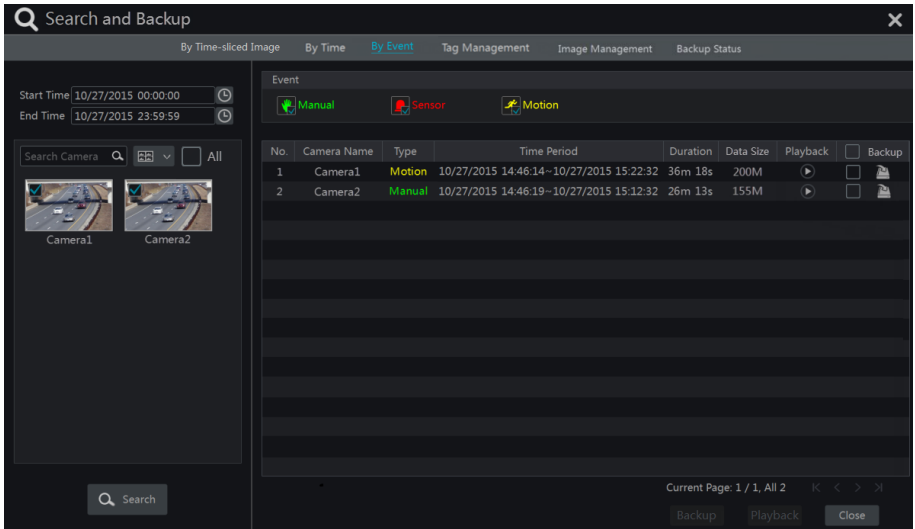 Search and Backup
By Time-sliced Image By Time By Event Tag Management Image Management Backup Status
Start Time 10/27/2015 00:00:00
End Time 10/27/2015 23:59:59
Search Camera All
Camera1 Camera2
Search
Event
Manual Sensor Motion
No. Camera Name Type Time Period Duration Data Size Playback Backup
1 Camera1 Motion 10/27/2015 14:46:14~10/27/2015 15:22:32 36m 18s 200M
2 Camera2 Manual 10/27/2015 14:46:19~10/27/2015 15:12:32 26m 13s 155M
Current Page: 1 / 1, All 2
Backup Playback Close